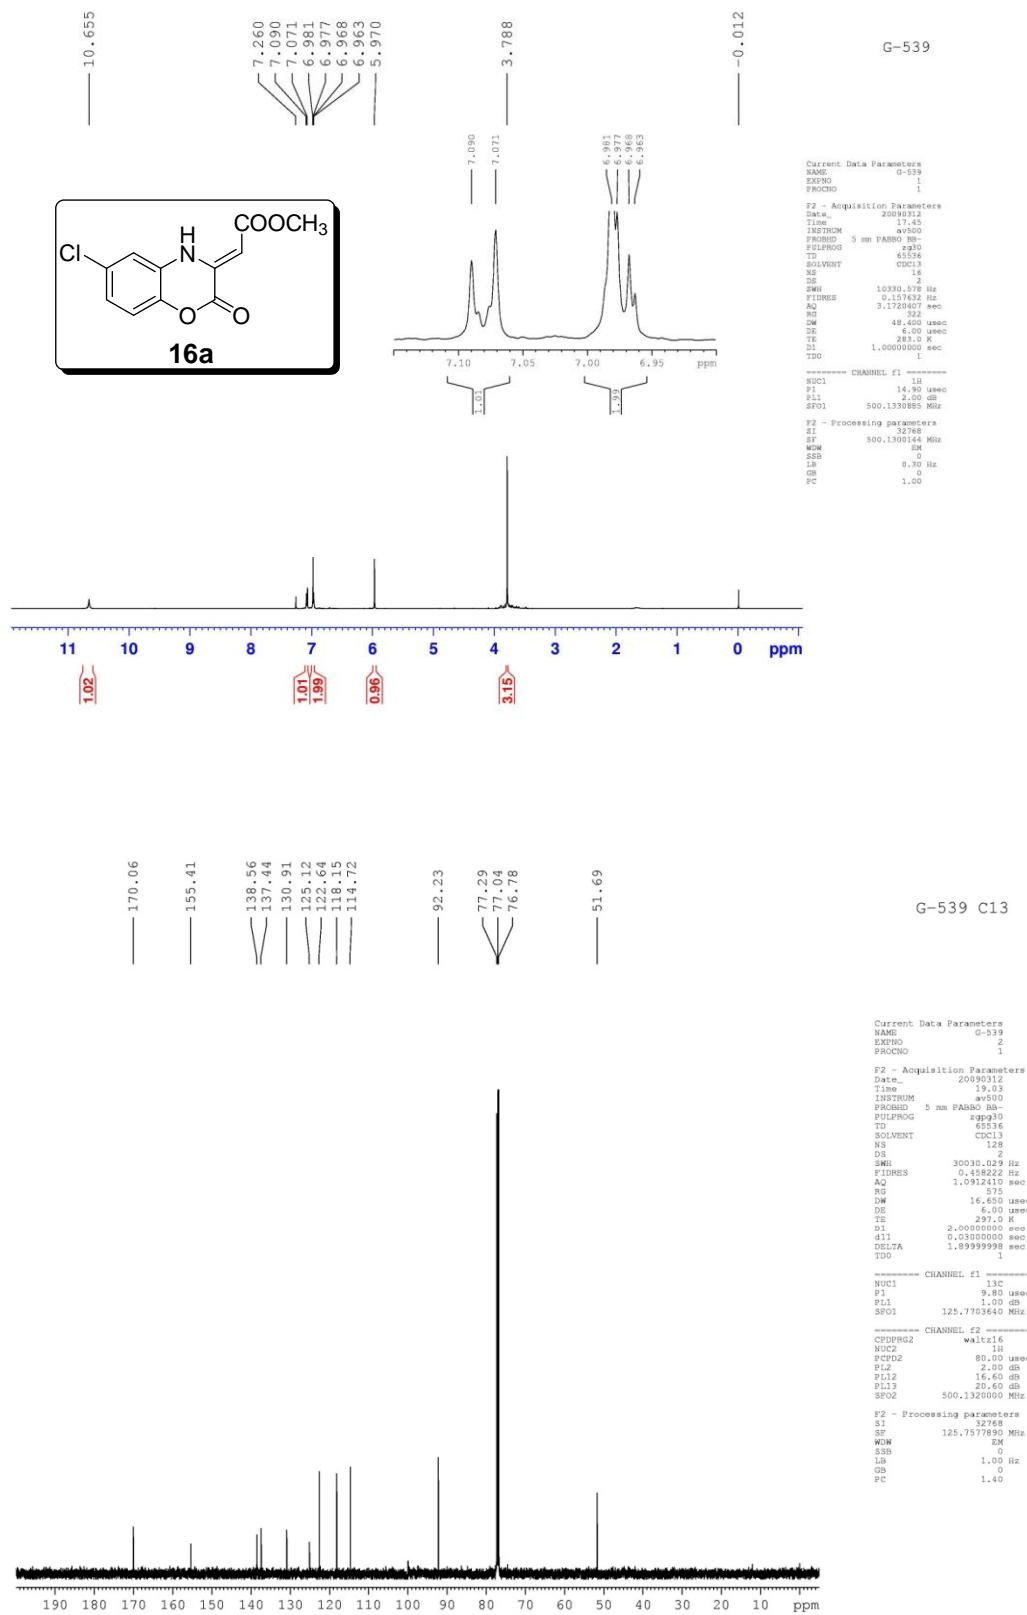 10.655
7.260
7.090
7.071
6.981
6.977
6.968
6.963
5.970
3.788
-0.012
G-539
7.090
7.071
6.981
6.977
6.968
6.963
COOCH3
HN
Cl
O
O
16a
7.10 7.05 7.00 6.95 ppm
1.01
1.99
Current Data Parameters
NAME G-539
EXPNO 1
PROCNO 1
F2 - Acquisition Parameters
Date_ 20090312
Time 17.45
INSTRUM av500
PROBHD 5 mm PABBO BB-
PULPROG zg30
TD 65536
SOLVENT CDCl3
NS 16
DS 2
SWH 10330.578 Hz
FIDRES 0.157632 Hz
AQ 3.1720407 sec
RG 322
DW 48.400 usec
DE 6.00 usec
TE 283.0 K
D1 1.00000000 sec
TD0 1
======== CHANNEL f1 ========
NUC1 1H
P1 14.90 usec
PL1 2.00 dB
SFO1 500.1330885 MHz
F2 - Processing parameters
SI 32768
SF 500.1300144 MHz
WDW EM
SSB 0
LB 0.30 Hz
GB 0
PC 1.00
11 10 9 8 7 6 5 4 3 2 1 0 ppm
1.02
1.01
1.99
0.96
3.15
170.06
155.41
138.56
137.44
130.91
125.12
122.64
118.15
114.72
92.23
77.29
77.04
76.78
51.69
G-539 C13
Current Data Parameters
NAME G-539
EXPNO 2
PROCNO 1
F2 - Acquisition Parameters
Date_ 20090312
Time 19.03
INSTRUM av500
PROBHD 5 mm PABBO BB-
PULPROG zgpg30
TD 65536
SOLVENT CDCl3
NS 128
DS 2
SWH 30030.029 Hz
FIDRES 0.458222 Hz
AQ 1.0912410 sec
RG 575
DW 16.650 usec
DE 6.00 usec
TE 297.0 K
D1 2.00000000 sec
d11 0.03000000 sec
DELTA 1.89999998 sec
TD0 1
======== CHANNEL f1 ========
NUC1 13C
P1 9.80 usec
PL1 1.00 dB
SFO1 125.7703640 MHz
======== CHANNEL f2 ========
CPDPRG2 waltz16
NUC2 1H
PCPD2 80.00 usec
PL2 2.00 dB
PL12 16.60 dB
PL13 20.60 dB
SFO2 500.1320000 MHz
F2 - Processing parameters
SI 32768
SF 125.7577890 MHz
WDW EM
SSB 0
LB 1.00 Hz
GB 0
PC 1.40
190 180 170 160 150 140 130 120 110 100 90 80 70 60 50 40 30 20 10 ppm